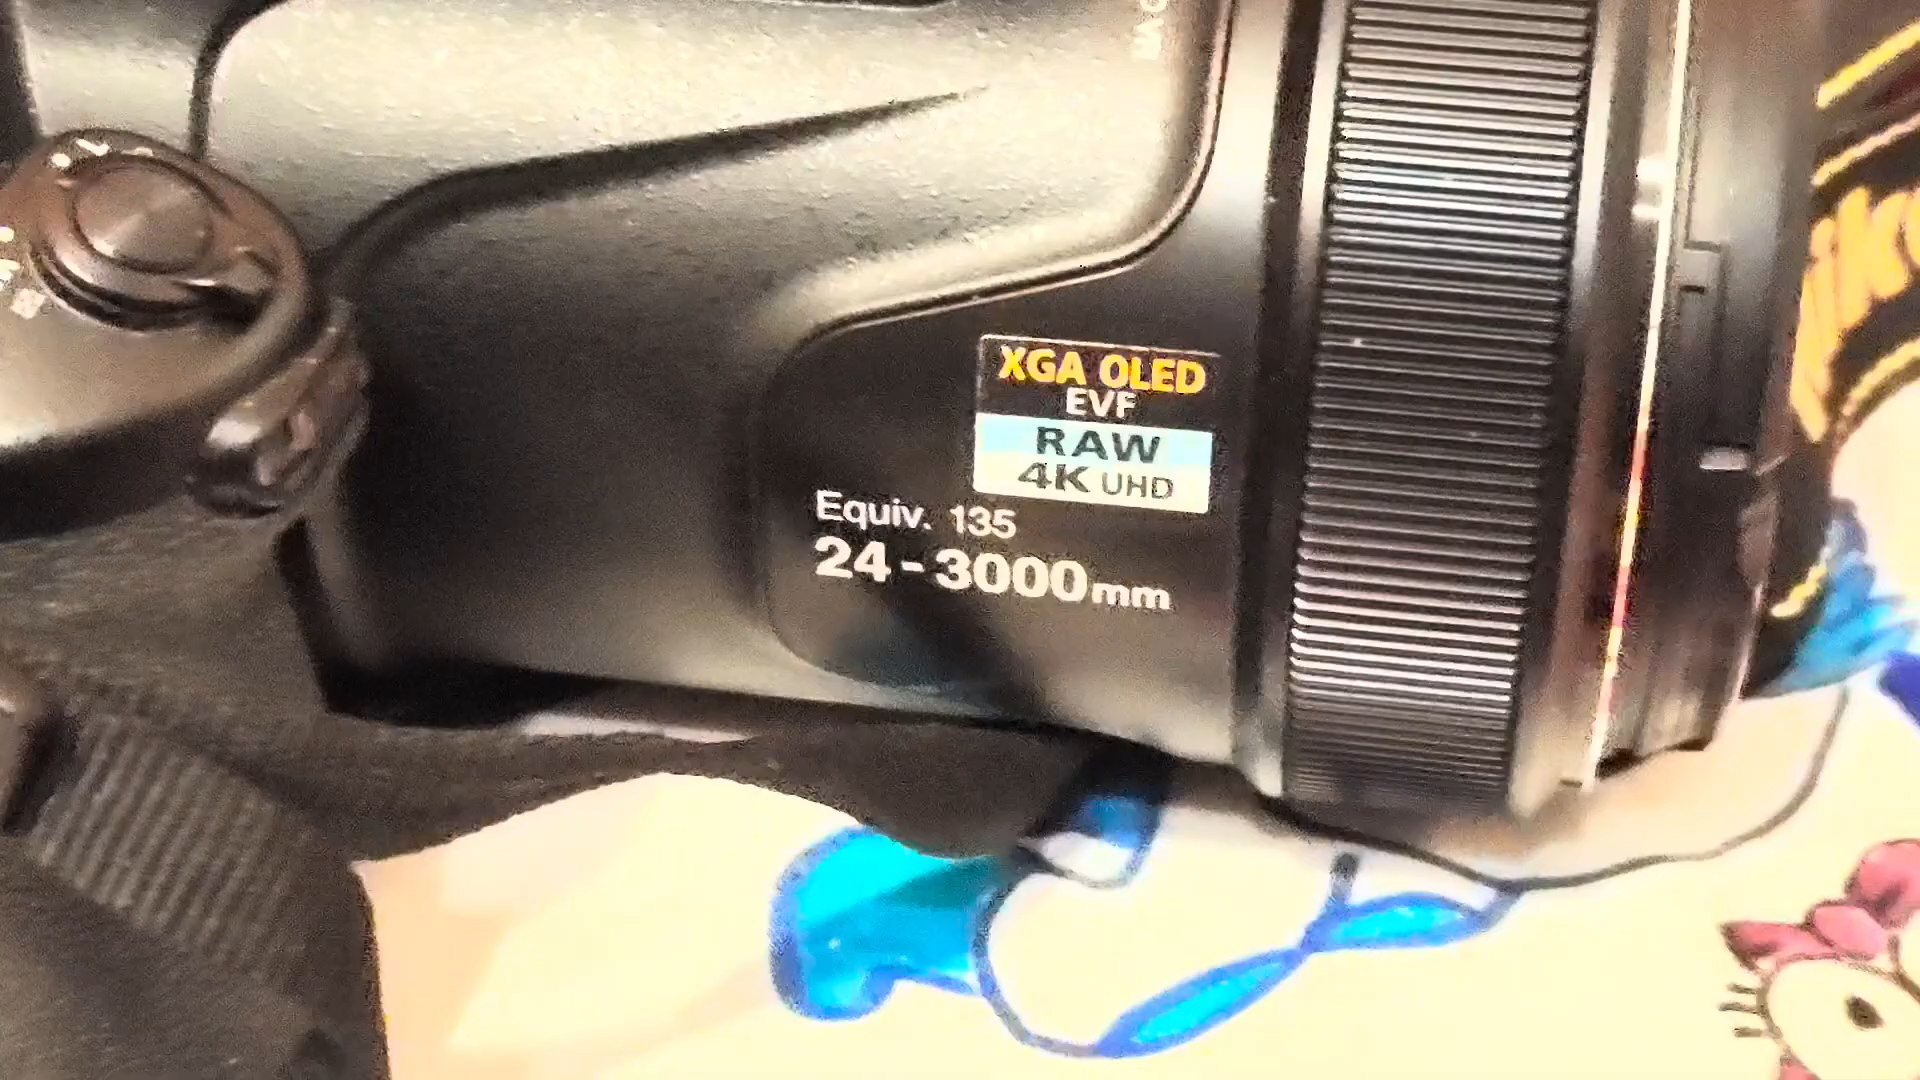 XGA OLED
EVF
RAW
4K UHD
Equiv. 135
24-3000mm